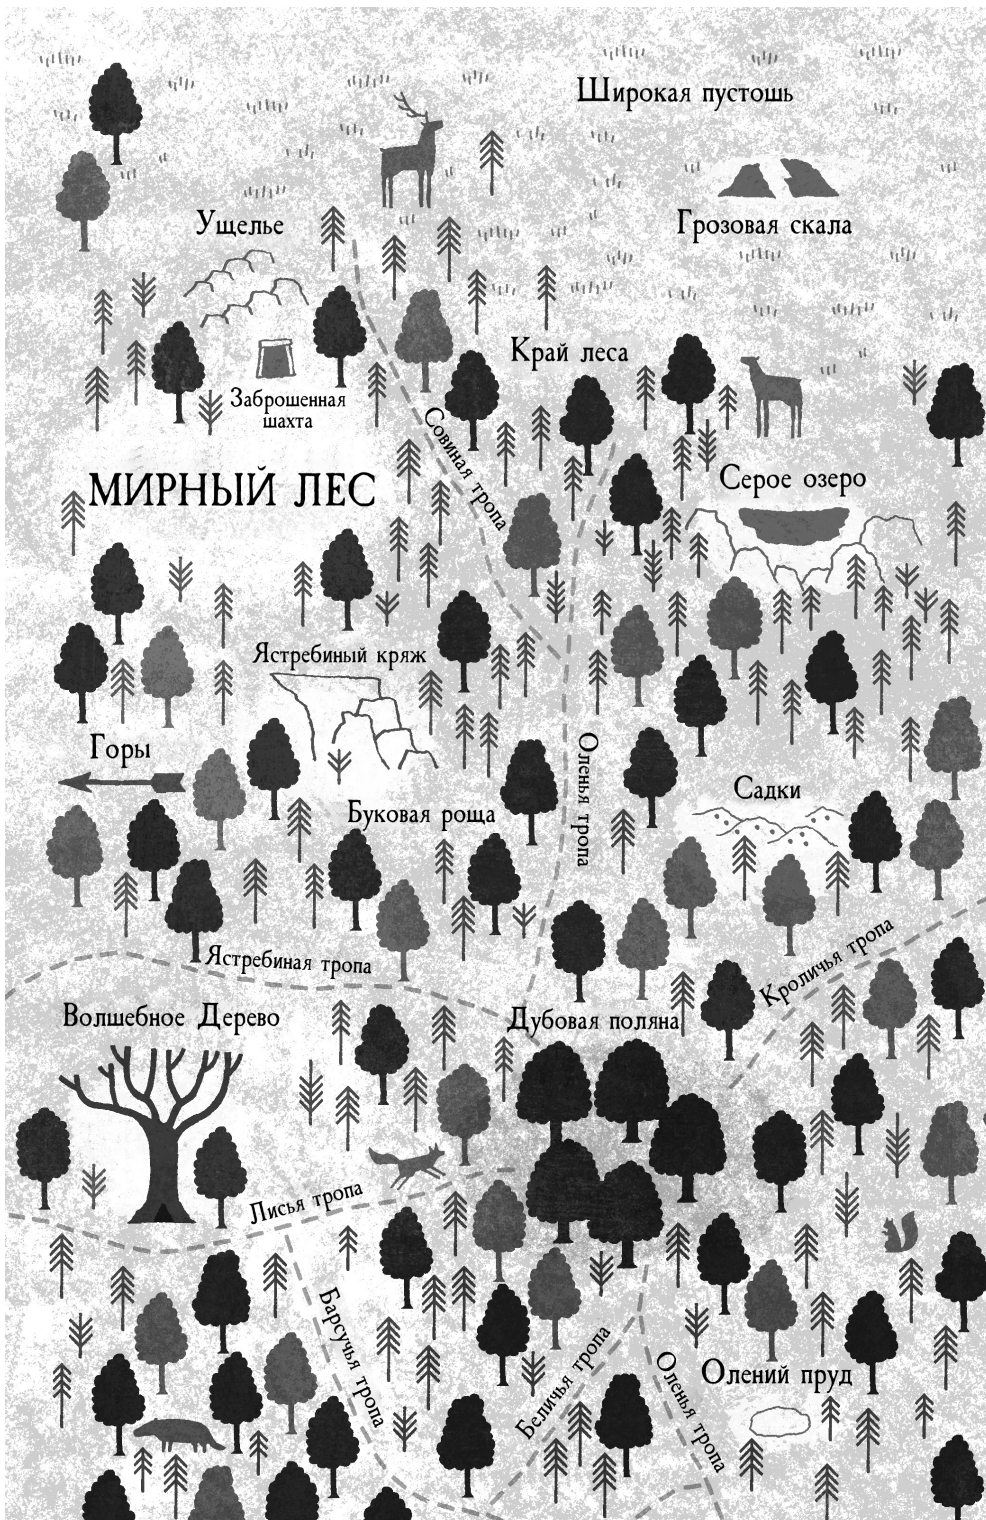 Широкая пустошь
Ущелье
Грозовая скала
Край леса
Заброшенная
шахта
Совиная тропа
МИРНЫЙ ЛЕС
Серое озеро
Ястребиный кряж
Горы
Оленья тропа
Садки
Буковая роща
Ястребиная тропа
Кроличья тропа
Волшебное Дерево
Дубовая поляна
Лисья тропа
Барсучья тропа
Беличья тропа
Оленья тропа
Олений пруд